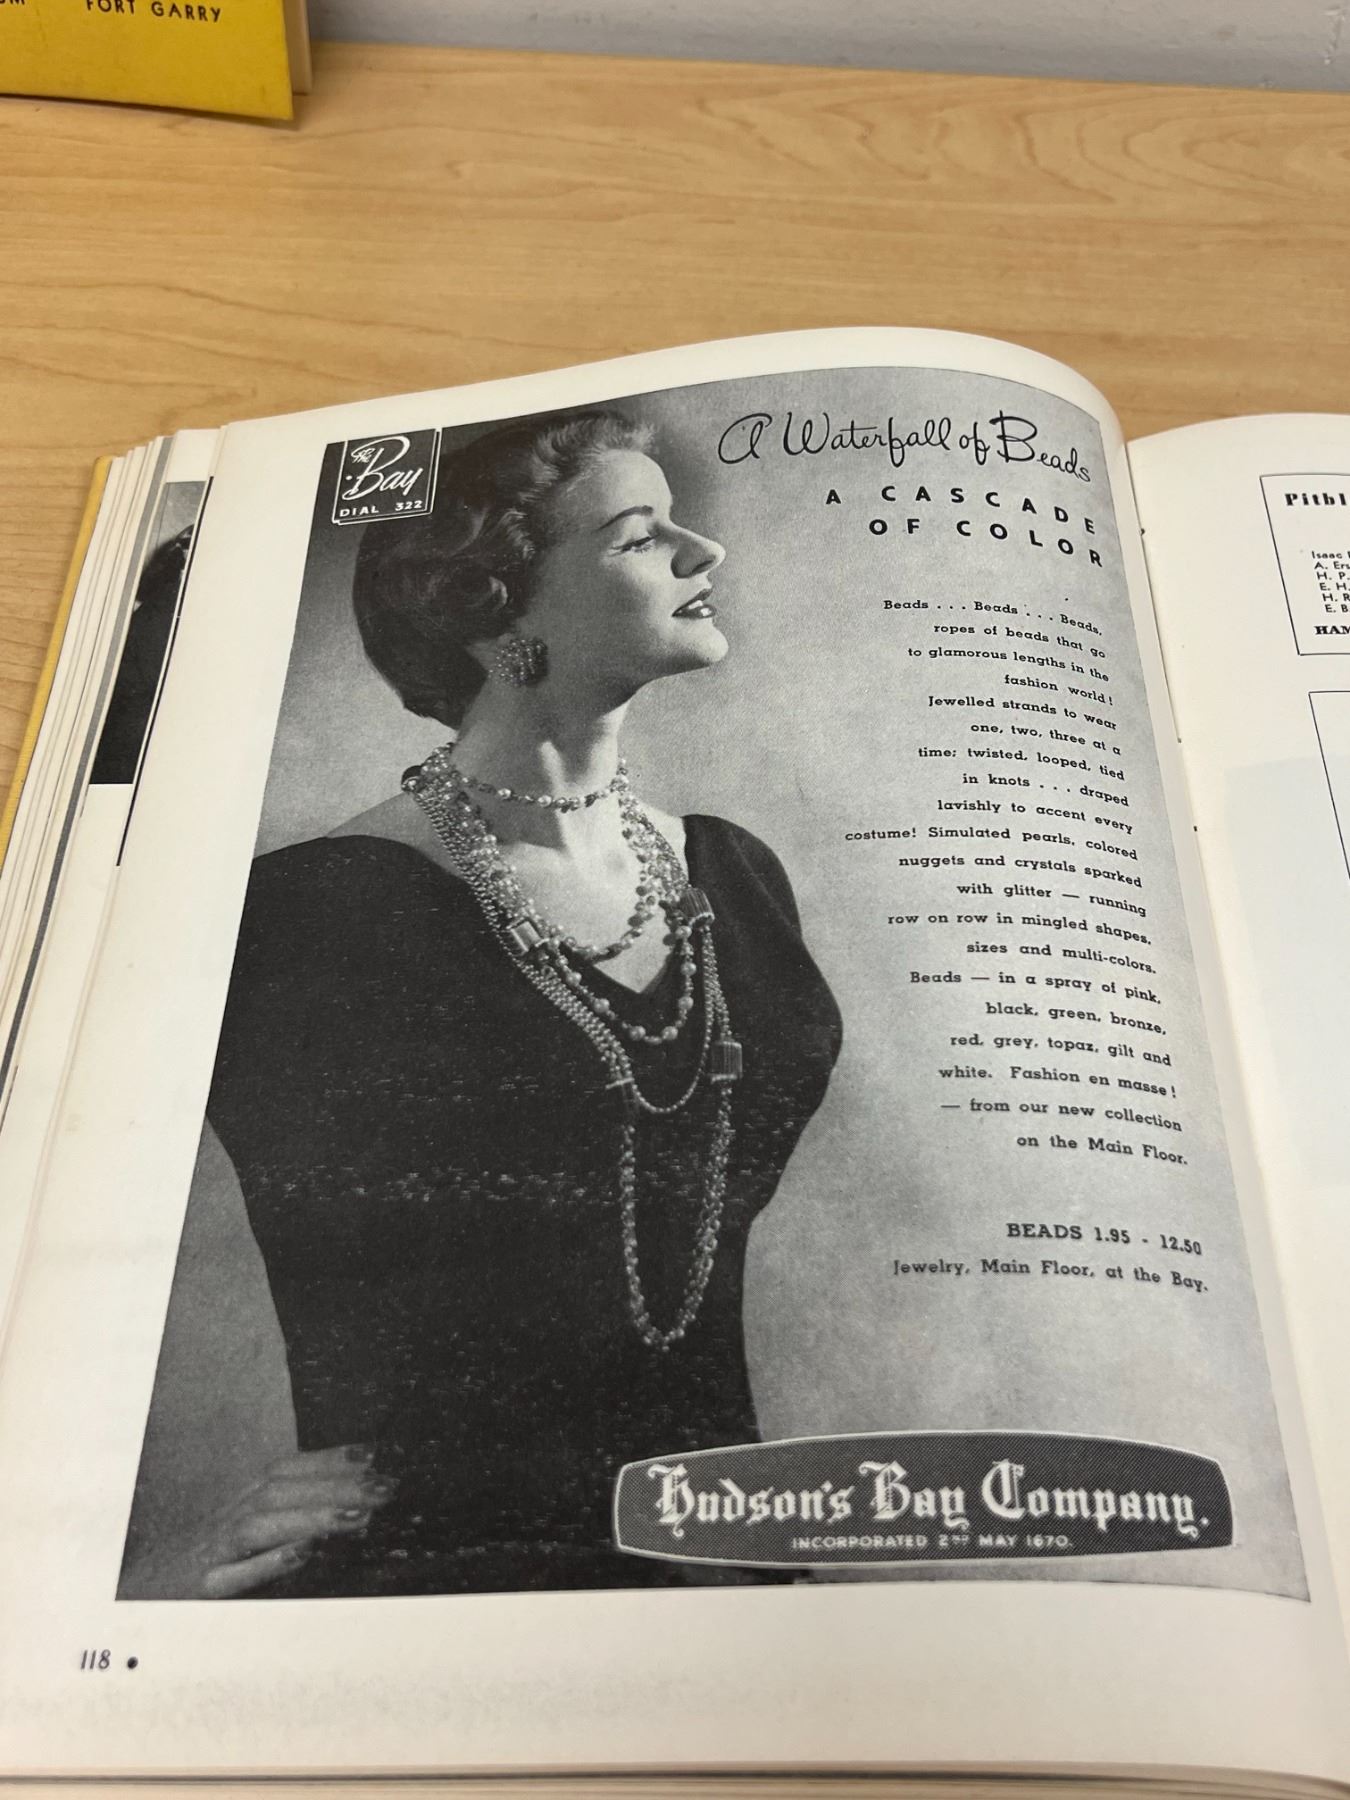 FORT GARRY
The
Bay
DIAL 322
A Waterfall of Beads
A CASCADE
OF COLOR
Beads . . . Beads . . . Beads,
ropes of beads that go
to glamorous lengths in the
fashion world!
Jewelled strands to wear
one, two, three at a
time; twisted, looped, tied
in knots . . . draped
lavishly to accent every
costume! Simulated pearls, colored
nuggets and crystals sparked
with glitter — running
row on row in mingled shapes,
sizes and multi-colors.
Beads — in a spray of pink,
black, green, bronze,
red, grey, topaz, gilt and
white. Fashion en masse!
— from our new collection
on the Main Floor.
BEADS 1.95 - 12.50
Jewelry, Main Floor, at the Bay.
Hudson's Bay Company.
INCORPORATED 2ND MAY 1670.
118 •
Pitbl
Isaac
A. Ers
H. P.
E. H.
H. R
E. B
HAM